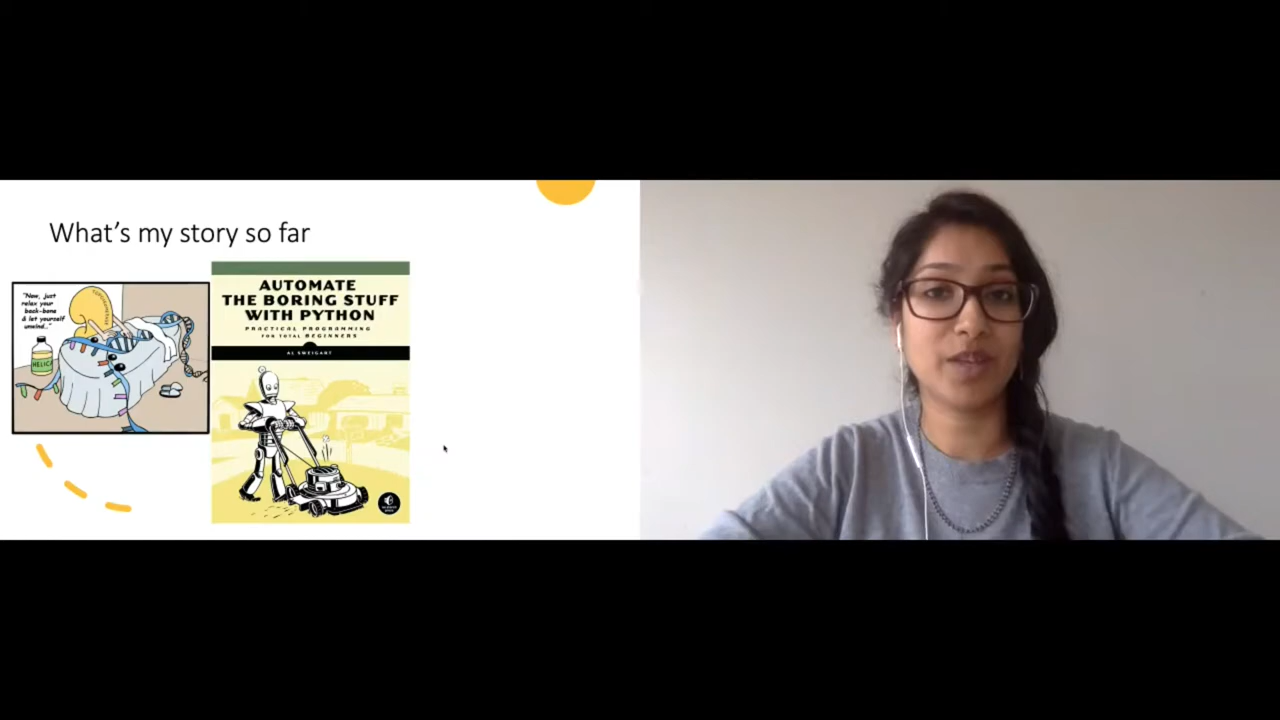 What's my story so far
"Now, just
relax your
back-bone
& let yourself
unwind.."
HELICA
AUTOMATE
THE BORING STUFF
WITH PYTHON
PRACTICAL PROGRAMMING
FOR TOTAL BEGINNERS
AL SWEIGART